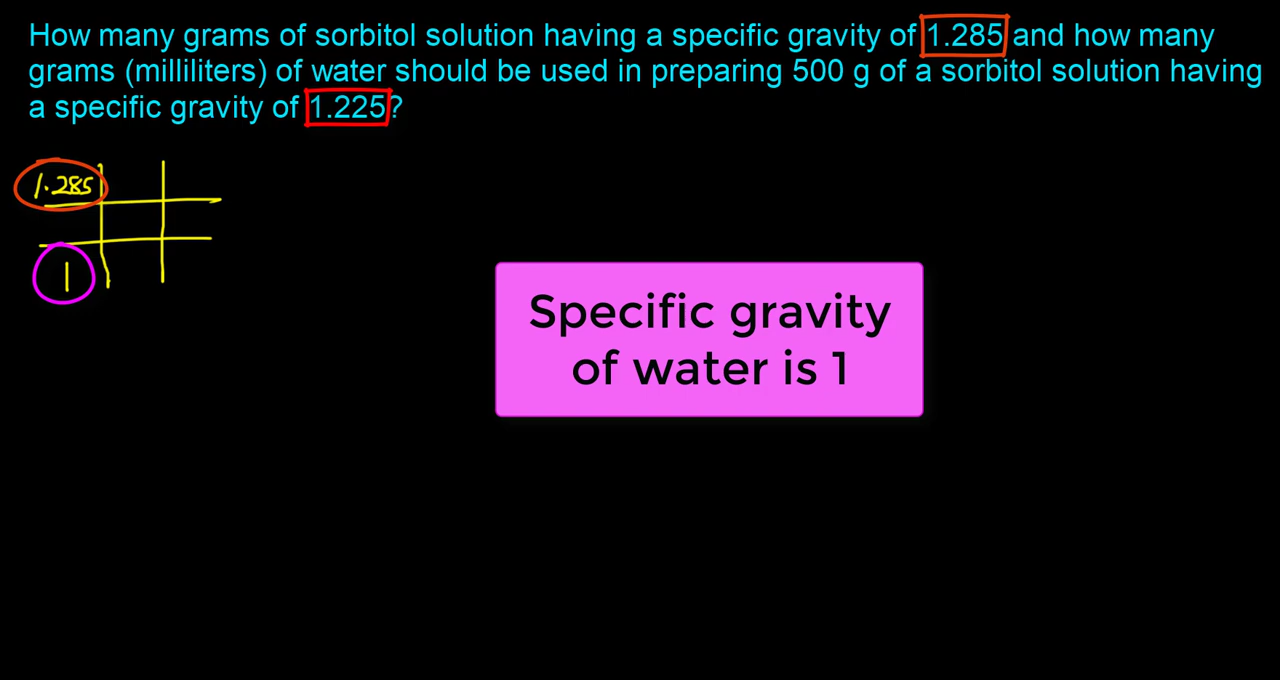 How many grams of sorbitol solution having a specific gravity of 1.285 and how many
grams (milliliters) of water should be used in preparing 500 g of a sorbitol solution having
a specific gravity of 1.225?
1.285
1
Specific gravity
of water is 1